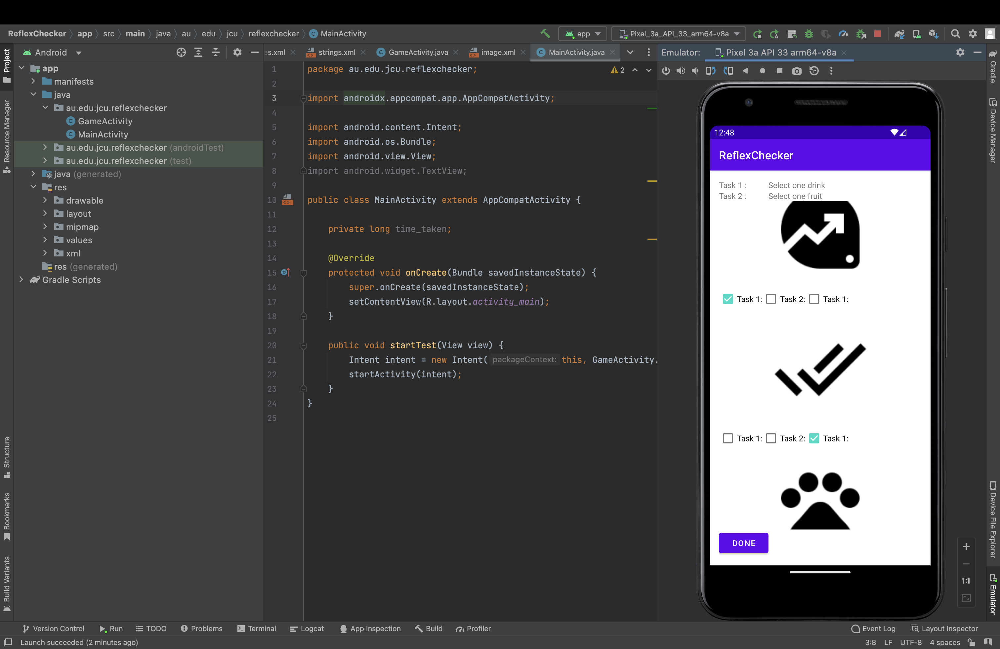 ReflexChecker app src main java au edu jcu reflexchecker MainActivity
app Pixel_3a_API_33_arm64-v8a
Project
Resource Manager
Structure
Bookmarks
Build Variants
Android
app
manifests
java
au.edu.jcu.reflexchecker
GameActivity
MainActivity
au.edu.jcu.reflexchecker (androidTest)
au.edu.jcu.reflexchecker (test)
java (generated)
res
drawable
layout
mipmap
values
xml
res (generated)
Gradle Scripts
es.xml strings.xml GameActivity.java image.xml MainActivity.java
2
1 package au.edu.jcu.reflexchecker;
2
3 import androidx.appcompat.app.AppCompatActivity;
4
5 import android.content.Intent;
6 import android.os.Bundle;
7 import android.view.View;
8 import android.widget.TextView;
9
10 public class MainActivity extends AppCompatActivity {
11
12 private long time_taken;
13
14 @Override
15 protected void onCreate(Bundle savedInstanceState) {
16 super.onCreate(savedInstanceState);
17 setContentView(R.layout.activity_main);
18 }
19
20 public void startTest(View view) {
21 Intent intent = new Intent( packageContext: this, GameActivity.
22 startActivity(intent);
23 }
24 }
25
Emulator: Pixel 3a API 33 arm64-v8a
12:48
ReflexChecker
Task 1 : Select one drink
Task 2 : Select one fruit
Task 1: Task 2: Task 1:
Task 1: Task 2: Task 1:
DONE
1:1
Gradle
Device Manager
Device File Explorer
Emulator
Version Control Run TODO Problems Terminal Logcat App Inspection Build Profiler Event Log Layout Inspector
Launch succeeded (2 minutes ago) 3:8 LF UTF-8 4 spaces